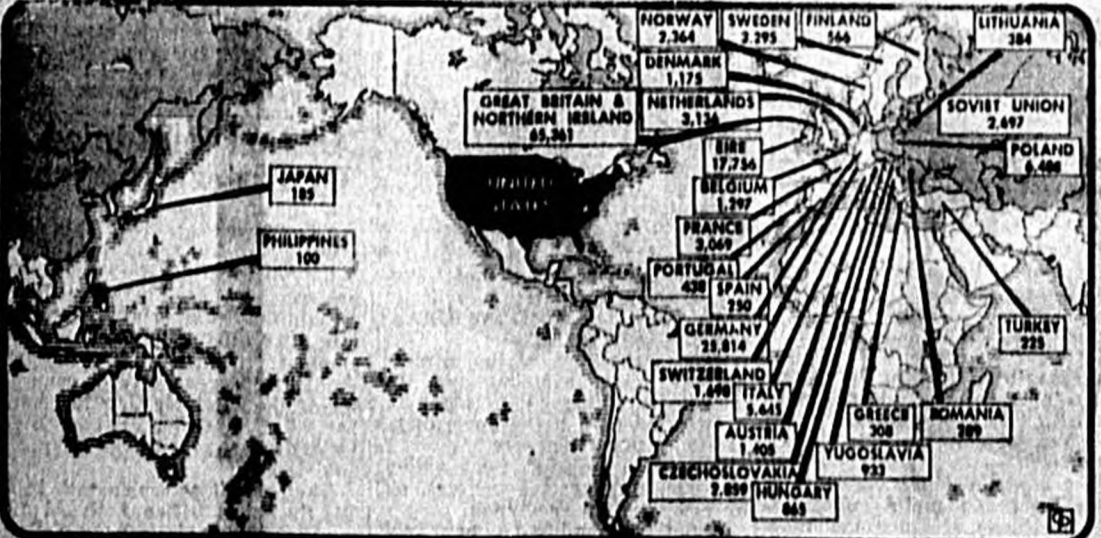 NORWAY
2,364
SWEDEN
2,295
FINLAND
566
LITHUANIA
384
DENMARK
1,175
GREAT BRITAIN &
NORTHERN IRELAND
65,361
NETHERLANDS
3,136
SOVIET UNION
2,697
EIRE
17,756
POLAND
6,488
BELGIUM
1,297
UNITED
STATES
JAPAN
185
FRANCE
3,069
PHILIPPINES
100
PORTUGAL
438
SPAIN
250
GERMANY
25,814
TURKEY
225
SWITZERLAND
1,698
ITALY
5,645
GREECE
308
ROMANIA
289
AUSTRIA
1,405
YUGOSLAVIA
933
CZECHOSLOVAKIA
2,859
HUNGARY
865